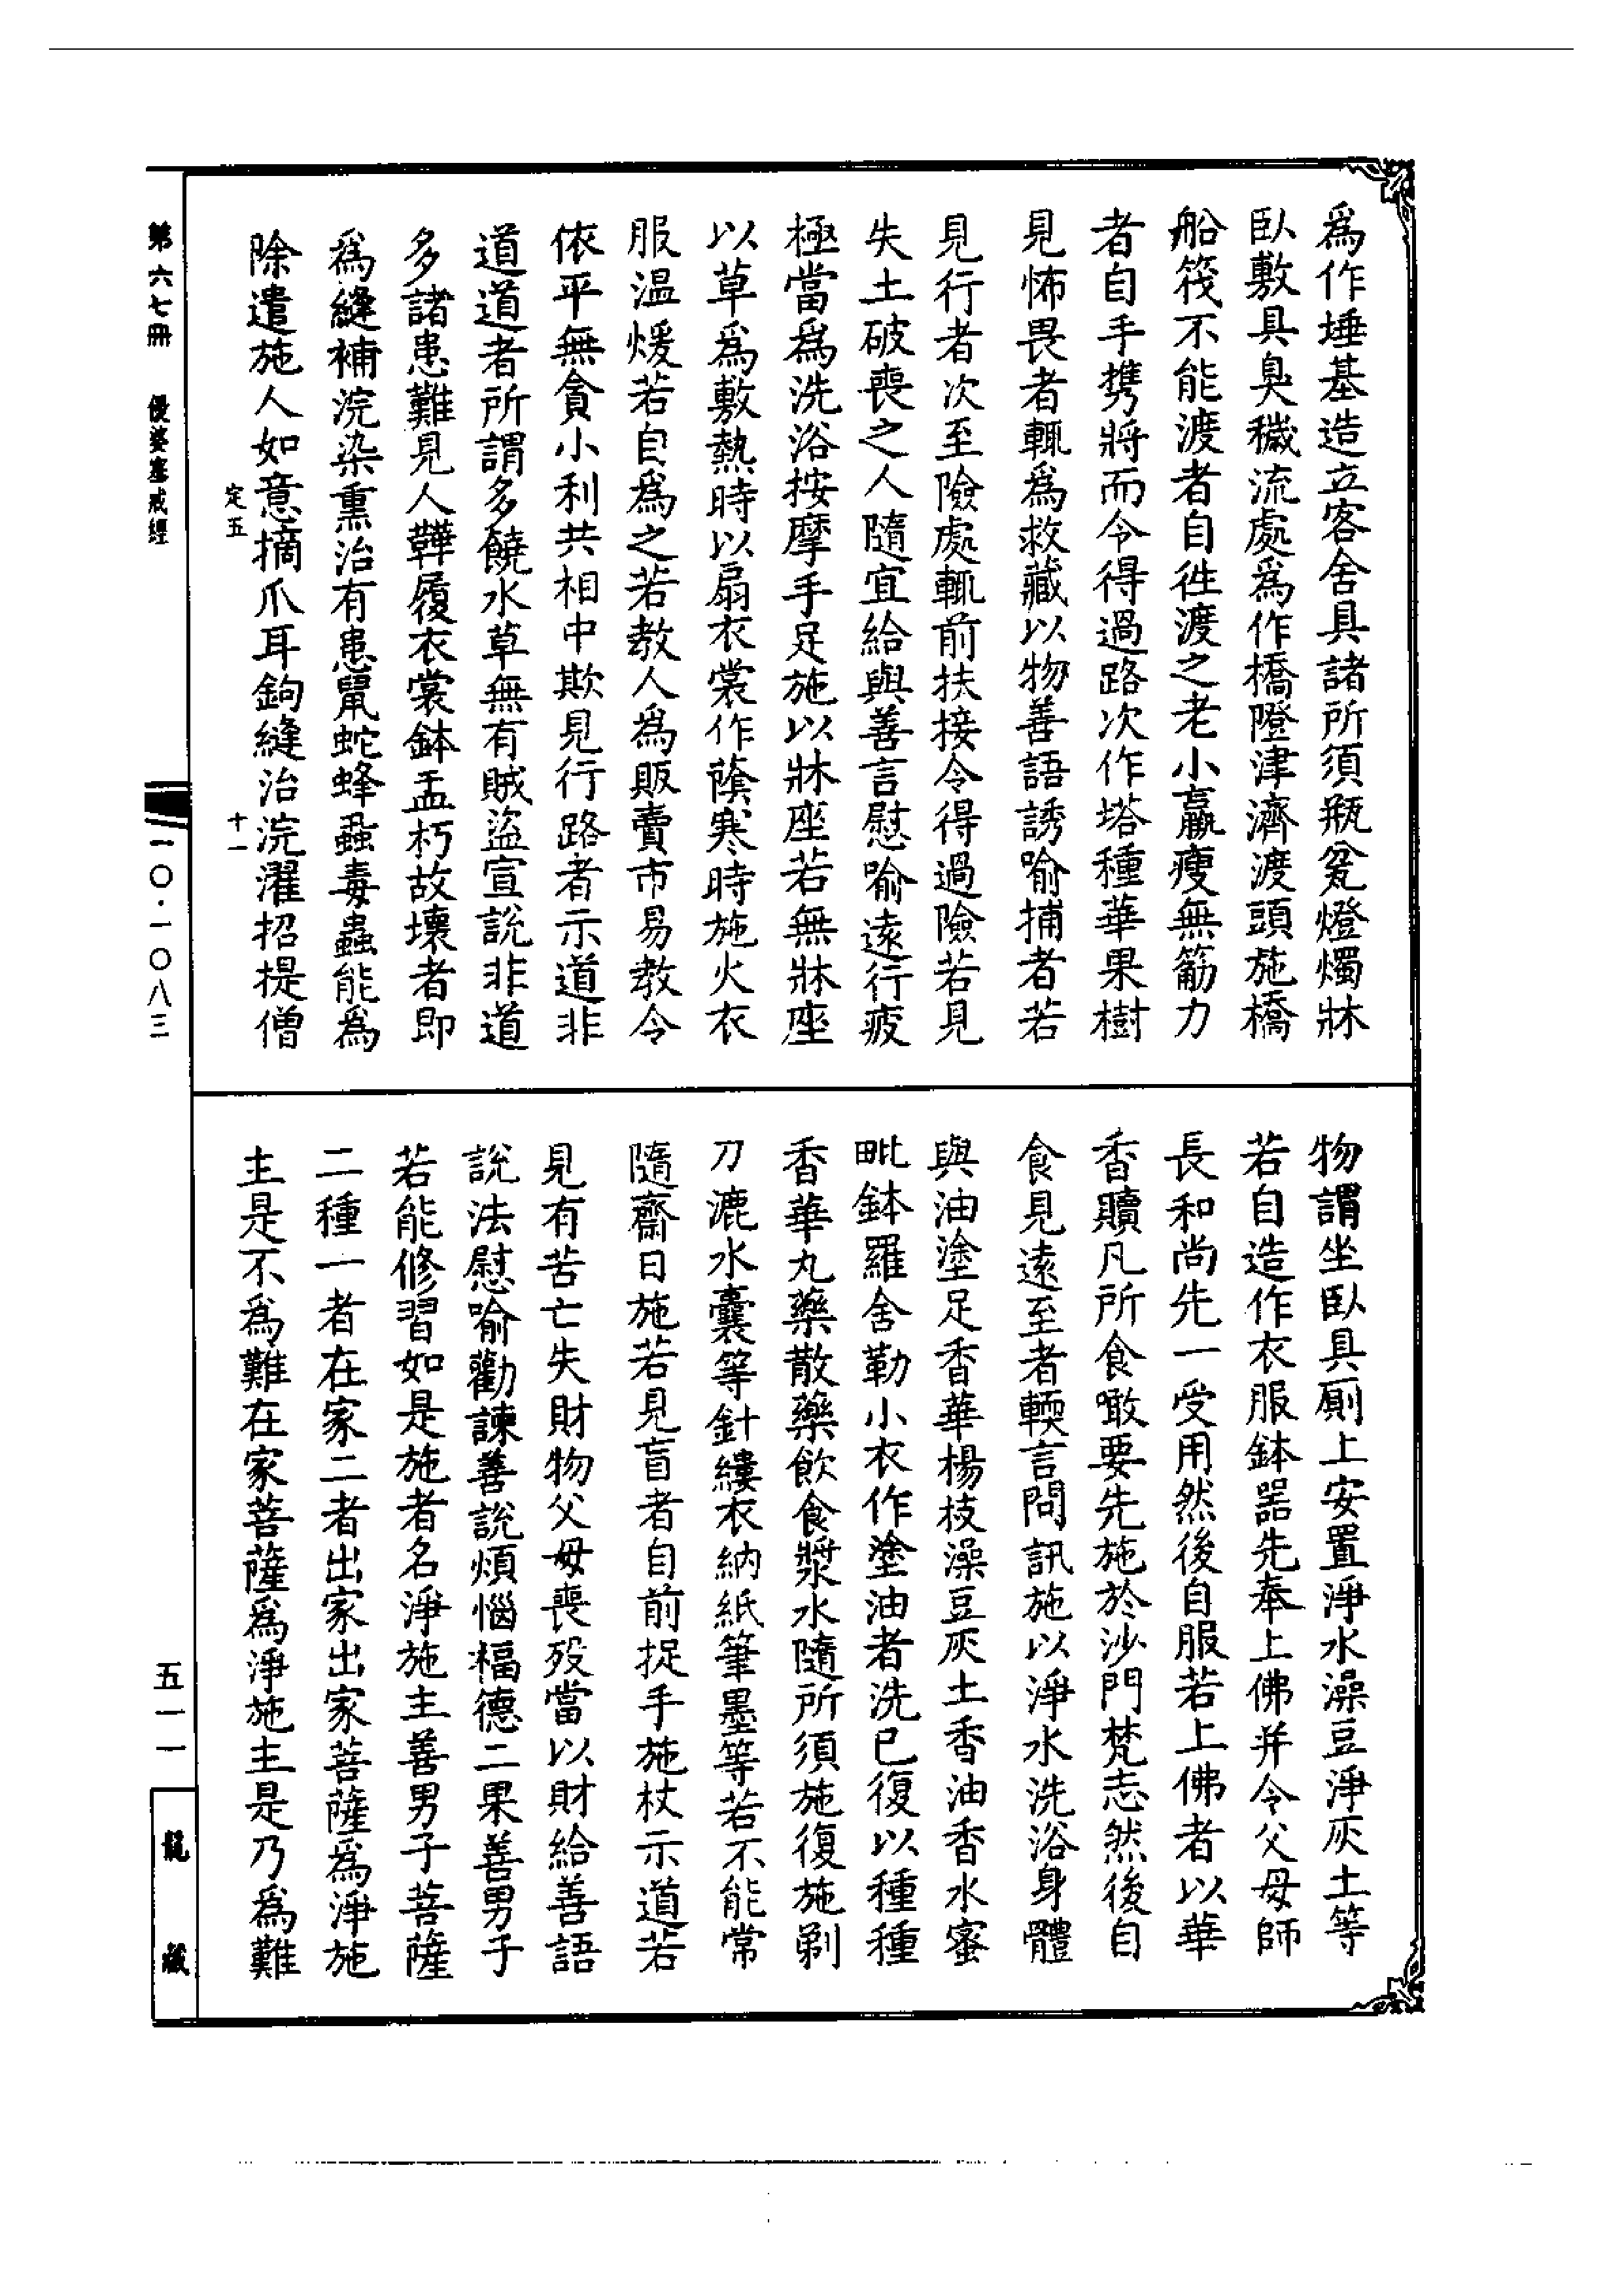 爲作埵基造立客舍具諸所須瓶瓫燈燭牀
臥敷具臭穢流處爲作橋隥津濟渡頭施橋
船筏不能渡者自徃渡之老小羸瘦無筋力
者自手携將而令得過路次作塔種華果樹
見怖畏者輒爲救藏以物善語誘喻捕者若
見行者次至險處輒前扶接令得過險若見
失土破喪之人隨宜給與善言慰喻遠行疲
極當爲洗浴按摩手足施以牀座若無牀座
以草爲敷熱時以扇衣裳作蔭寒時施火衣
服温煖若自爲之若教人爲販賣市易教令
依平無貪小利共相中欺見行路者示道非
道道者所謂多饒水草無有賊盜宣說非道
多諸患難見人鞾履衣裳鉢盂朽故壞者即
爲縫補浣染熏治有患鼠蛇蜂蝨毒蟲能爲
除遣施人如意摘爪耳鉤縫治浣濯招提僧
物謂坐臥具厠上安置淨水澡豆淨灰土等
若自造作衣服鉢器先奉上佛并令父母師
長和尚先一受用然後自服若上佛者以華
香贖凡所食噉要先施於沙門梵志然後自
食見遠至者輭言問訊施以淨水洗浴身體
與油塗足香華楊枝澡豆灰土香油香水蜜
毗鉢羅舍勒小衣作塗油者洗已復以種種
香華丸藥散藥飲食漿水隨所須施復施剃
刀漉水囊等針縷衣納紙筆墨等若不能常
隨齋日施若見盲者自前捉手施杖示道若
見有苦亡失財物父母喪歿當以財給善語
說法慰喻勸諫善說煩惱福德二果善男子
若能修習如是施者名淨施主善男子菩薩
二種一者在家二者出家出家菩薩爲淨施
主是不爲難在家菩薩爲淨施主是乃爲難
定五 十一
第六七冊 優婆塞戒經
一〇·一〇八三
五一一
龍藏